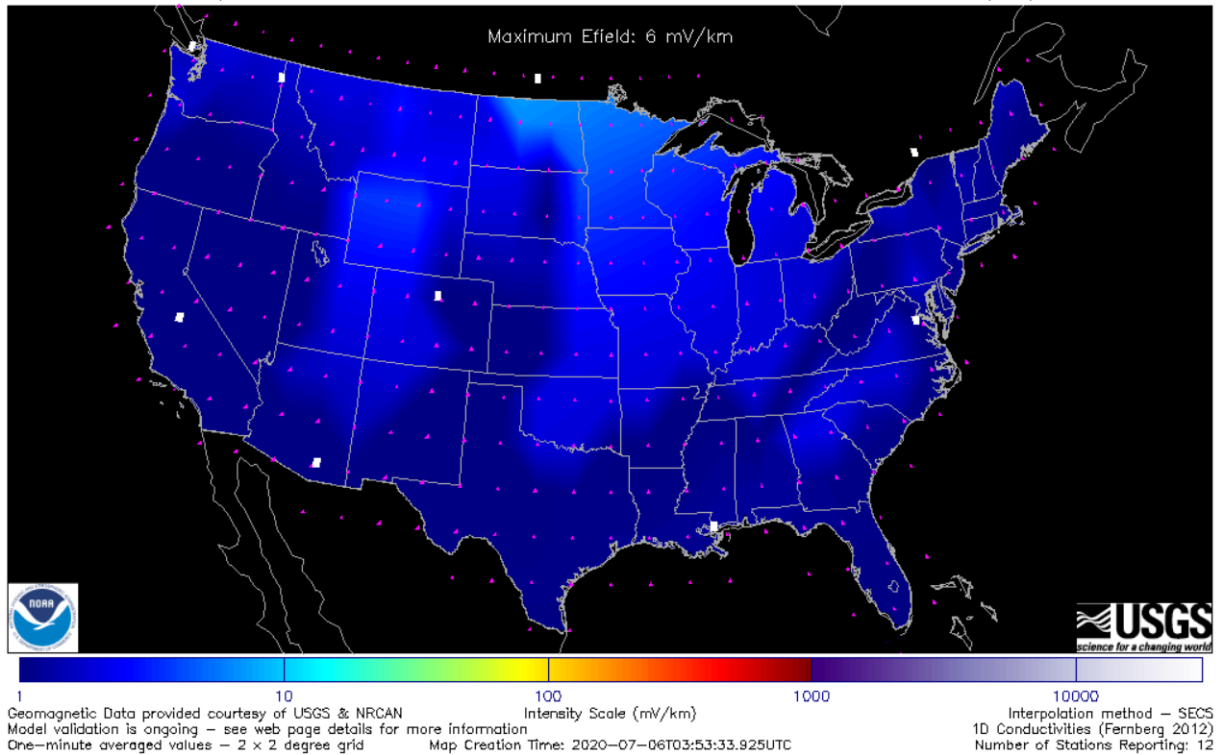 Maximum Efield: 6 mV/km
NOAA
USGS
science for a changing world
1 10 100 1000 10000
Geomagnetic Data provided courtesy of USGS & NRCAN
Intensity Scale (mV/km)
Interpolation method – SECS
Model validation is ongoing – see web page details for more information
1D Conductivities (Fernberg 2012)
One–minute averaged values – 2 x 2 degree grid
Map Creation Time: 2020–07–06T03:53:33.925UTC
Number of Stations Reporting: 12